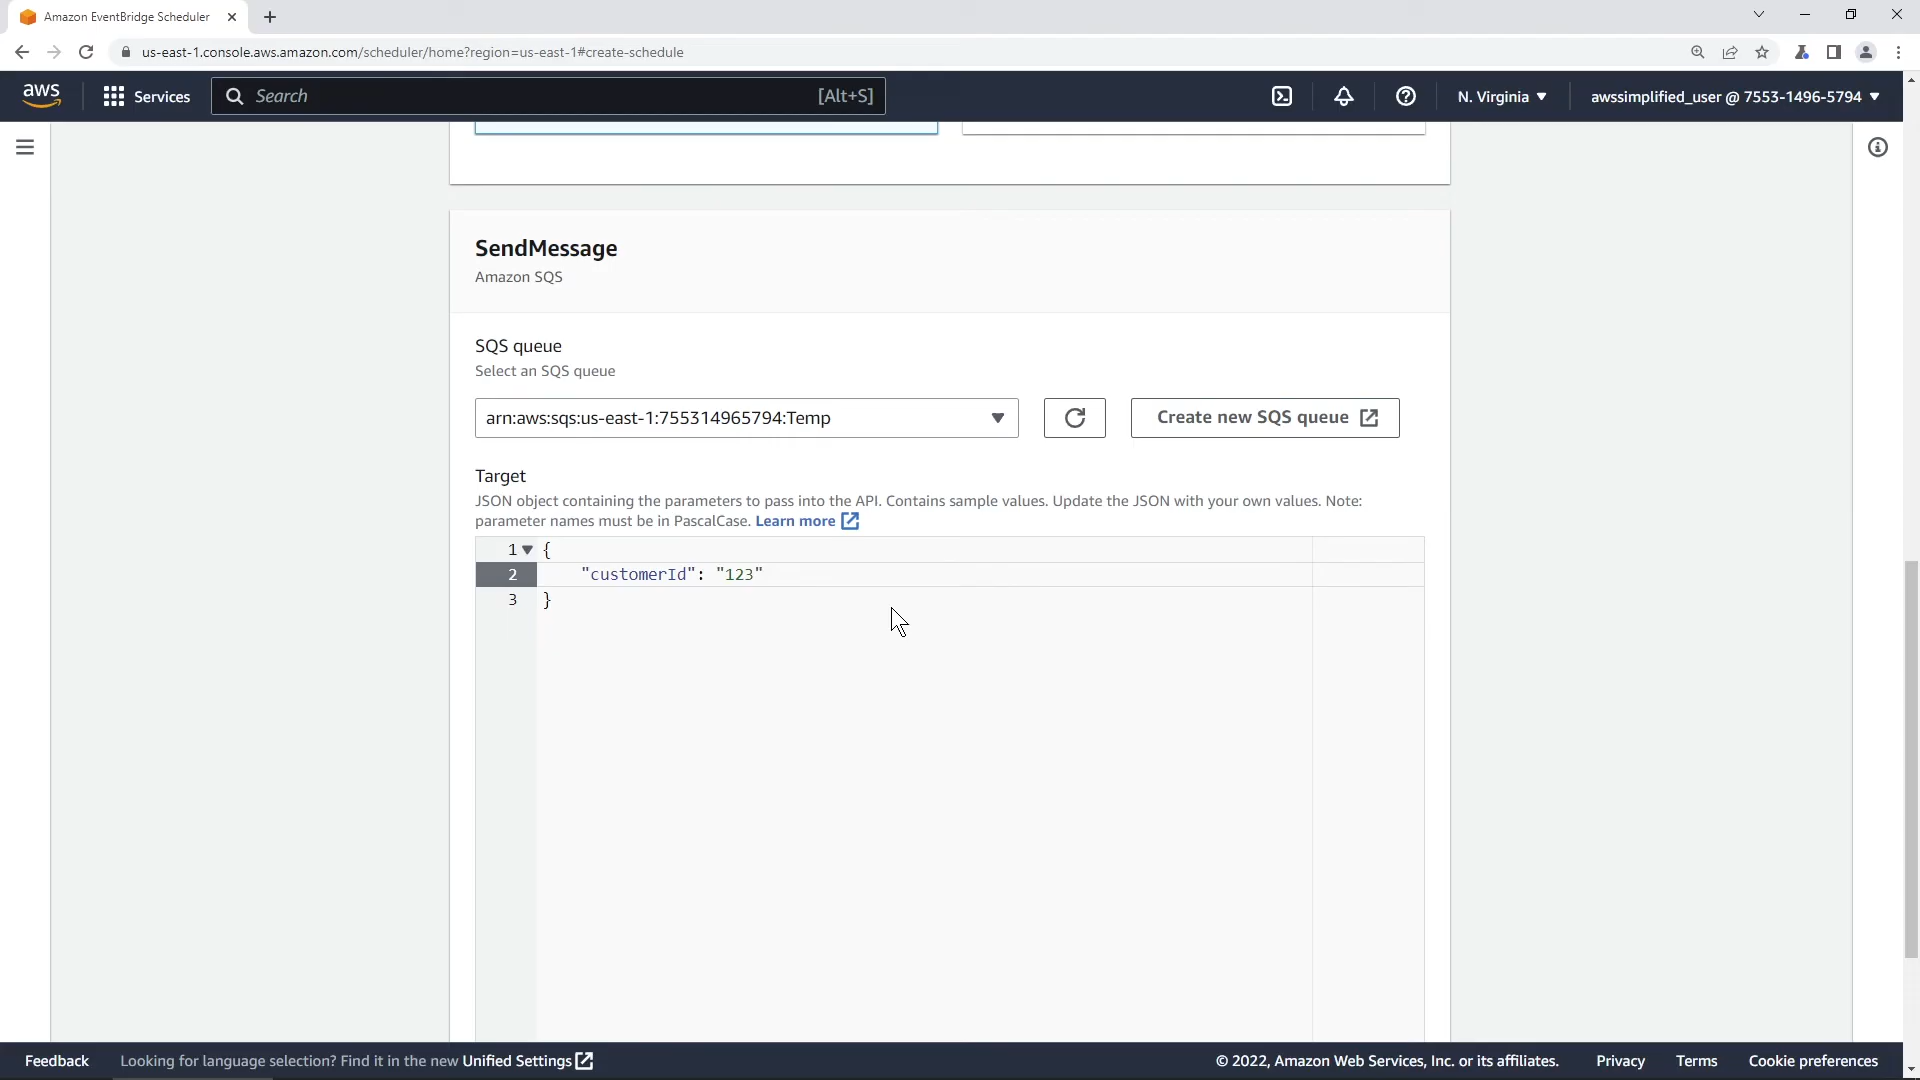 Amazon EventBridge Scheduler
us-east-1.console.aws.amazon.com/scheduler/home?region=us-east-1#create-schedule
aws
Services
Search
[Alt+S]
N. Virginia
awssimplified_user @ 7553-1496-5794
SendMessage
Amazon SQS
SQS queue
Select an SQS queue
arn:aws:sqs:us-east-1:755314965794:Temp
Create new SQS queue
Target
JSON object containing the parameters to pass into the API. Contains sample values. Update the JSON with your own values. Note:
parameter names must be in PascalCase. Learn more
1 {
2 "customerId": "123"
3 }
Feedback
Looking for language selection? Find it in the new Unified Settings
© 2022, Amazon Web Services, Inc. or its affiliates.
Privacy
Terms
Cookie preferences